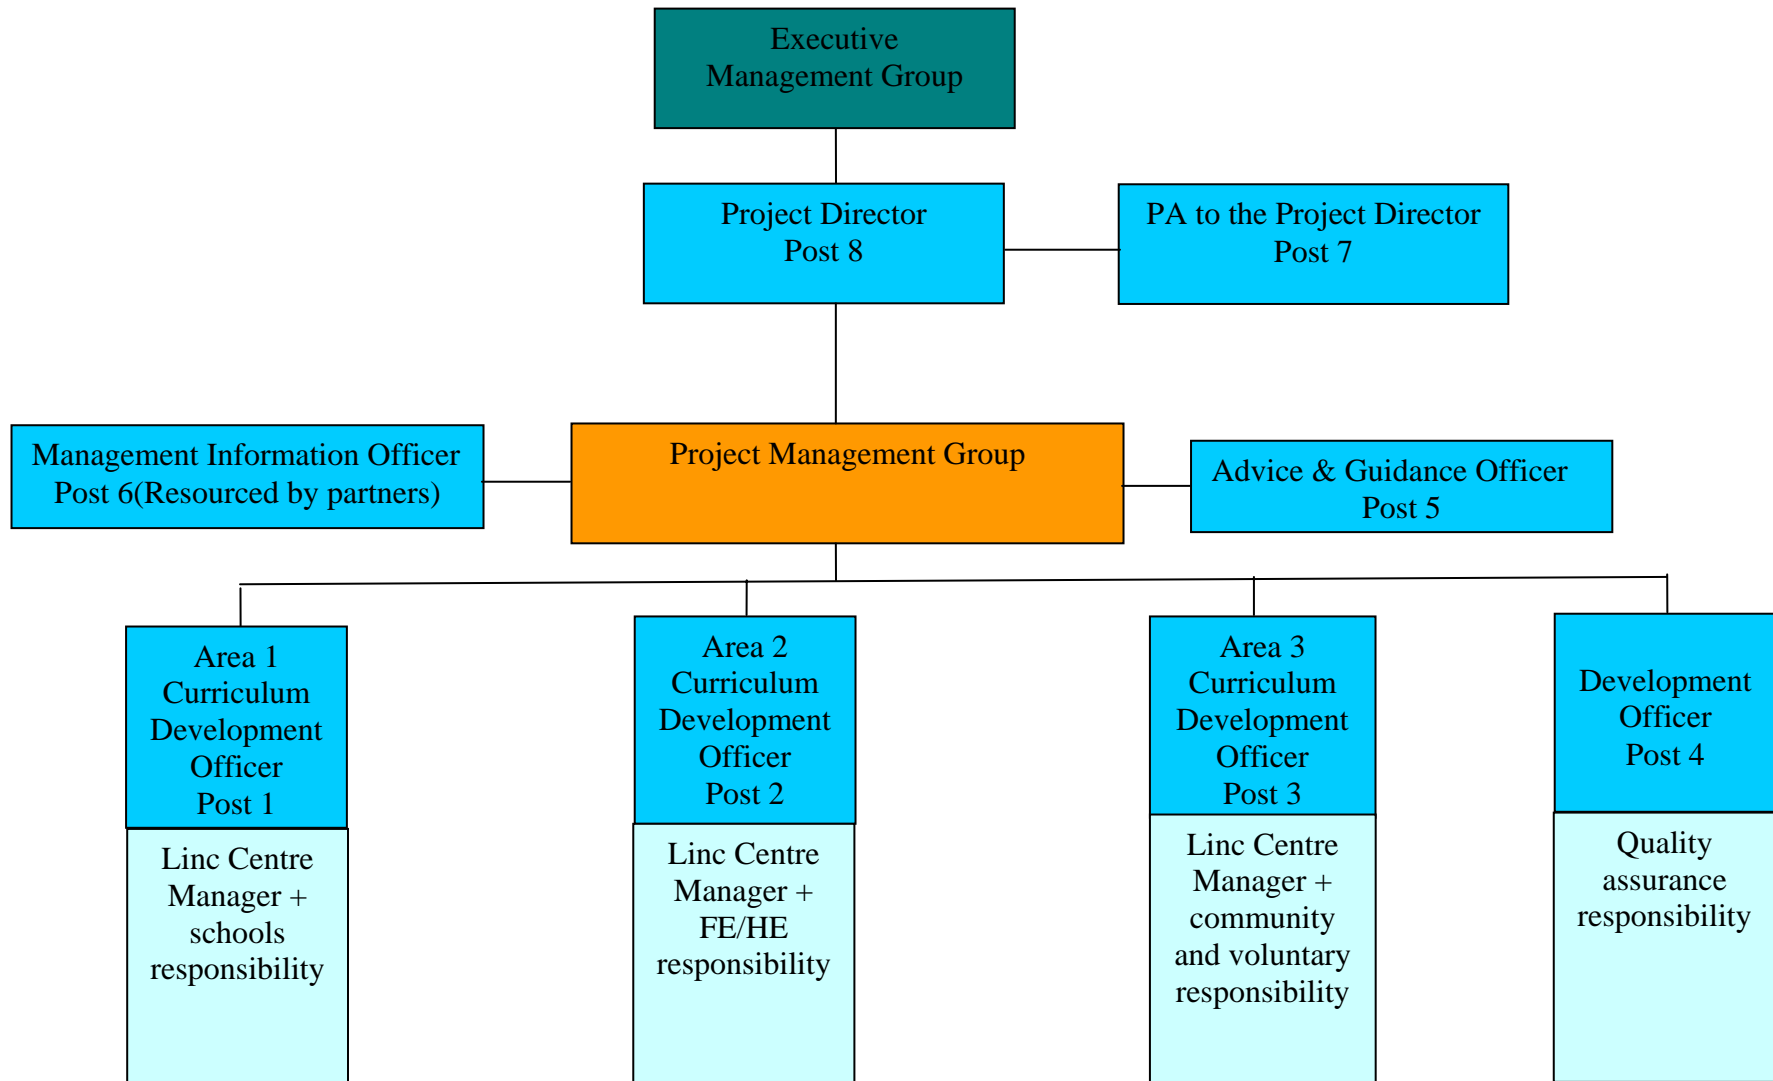 Executive
Management Group
Project Director
Post 8
PA to the Project Director
Post 7
Management Information Officer
Post 6(Resourced by partners)
Project Management Group
Advice & Guidance Officer
Post 5
Area 1
Curriculum
Development
Officer
Post 1
Area 2
Curriculum
Development
Officer
Post 2
Area 3
Curriculum
Development
Officer
Post 3
Development
Officer
Post 4
Linc Centre
Manager +
schools
responsibility
Linc Centre
Manager +
FE/HE
responsibility
Linc Centre
Manager +
community
and voluntary
responsibility
Quality
assurance
responsibility